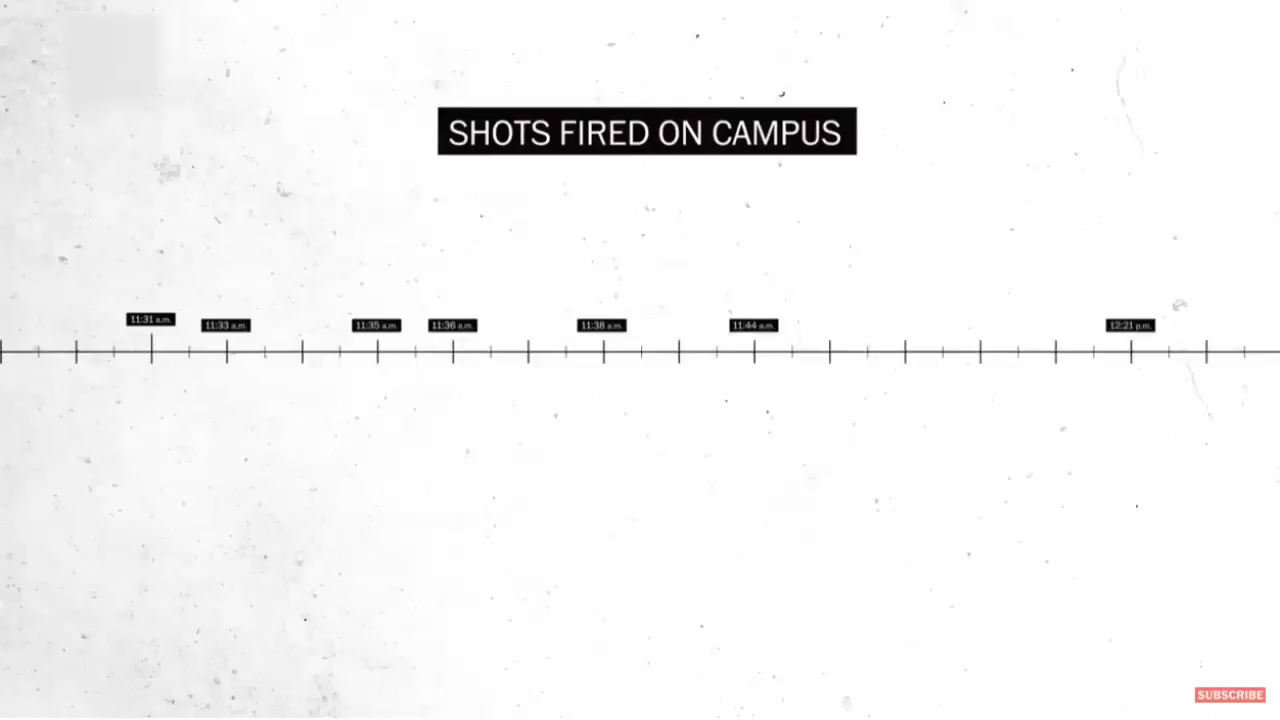 SHOTS FIRED ON CAMPUS
11:31 a.m.
11:33 a.m.
11:35 a.m.
11:36 a.m.
11:38 a.m.
11:44 a.m.
12:21 p.m.
SUBSCRIBE